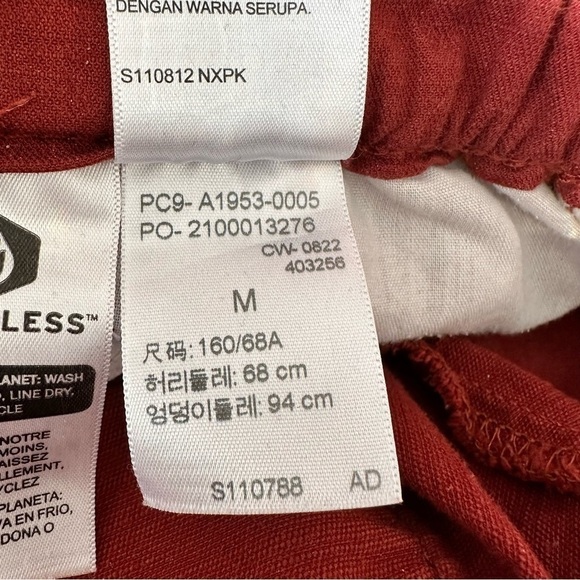 DENGAN WARNA SERUPA.
S110812 NXPK
PC9- A1953-0005
PO- 2100013276
CW- 0822
403256
M
尺码: 160/68A
허리둘레: 68 cm
엉덩이둘레: 94 cm
S110788 AD
LESS™
LANET: WASH
, LINE DRY,
CLE
NOTRE
MOINS,
AISSEZ
LLEMENT,
YCLEZ
PLANETA:
VA EN FRIO,
DONA O